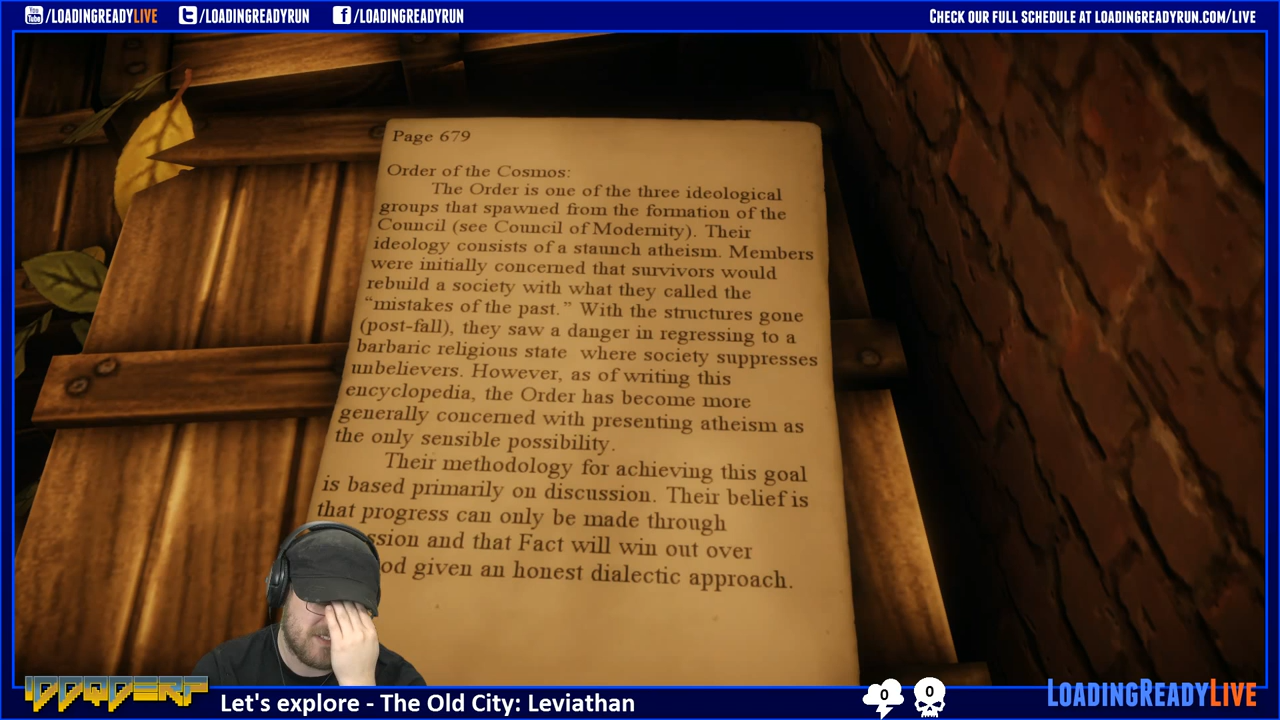 /LOADINGREADYLIVE
/LOADINGREADYRUN
/LOADINGREADYRUN
CHECK OUR FULL SCHEDULE AT LOADINGREADYRUN.COM/LIVE
Page 679
Order of the Cosmos:
The Order is one of the three ideological
groups that spawned from the formation of the
Council (see Council of Modernity). Their
ideology consists of a staunch atheism. Members
were initially concerned that survivors would
rebuild a society with what they called the
“mistakes of the past.” With the structures gone
(post-fall), they saw a danger in regressing to a
barbaric religious state where society suppresses
unbelievers. However, as of writing this
encyclopedia, the Order has become more
generally concerned with presenting atheism as
the only sensible possibility.
Their methodology for achieving this goal
is based primarily on discussion. Their belief is
that progress can only be made through
ssion and that Fact will win out over
od given an honest dialectic approach.
IDDQDERP
Let's explore - The Old City: Leviathan
0
0
LOADINGREADYLIVE